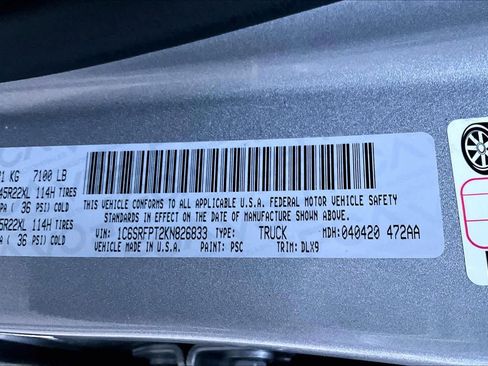 1 KG 7100 LB
45R22XL 114H TIRES
PA ( 36 PSI) COLD
5R22XL 114H TIRES
PA ( 36 PSI) COLD
THIS VEHICLE CONFORMS TO ALL APPLICABLE U.S.A. FEDERAL MOTOR VEHICLE SAFETY
STANDARDS IN EFFECT ON THE DATE OF MANUFACTURE SHOWN ABOVE.
VIN: 1C6SRFPT2KN826833 TYPE: TRUCK MDH: 040420 472AA
VEHICLE MADE IN U.S.A. PAINT: PSC TRIM: DLX9